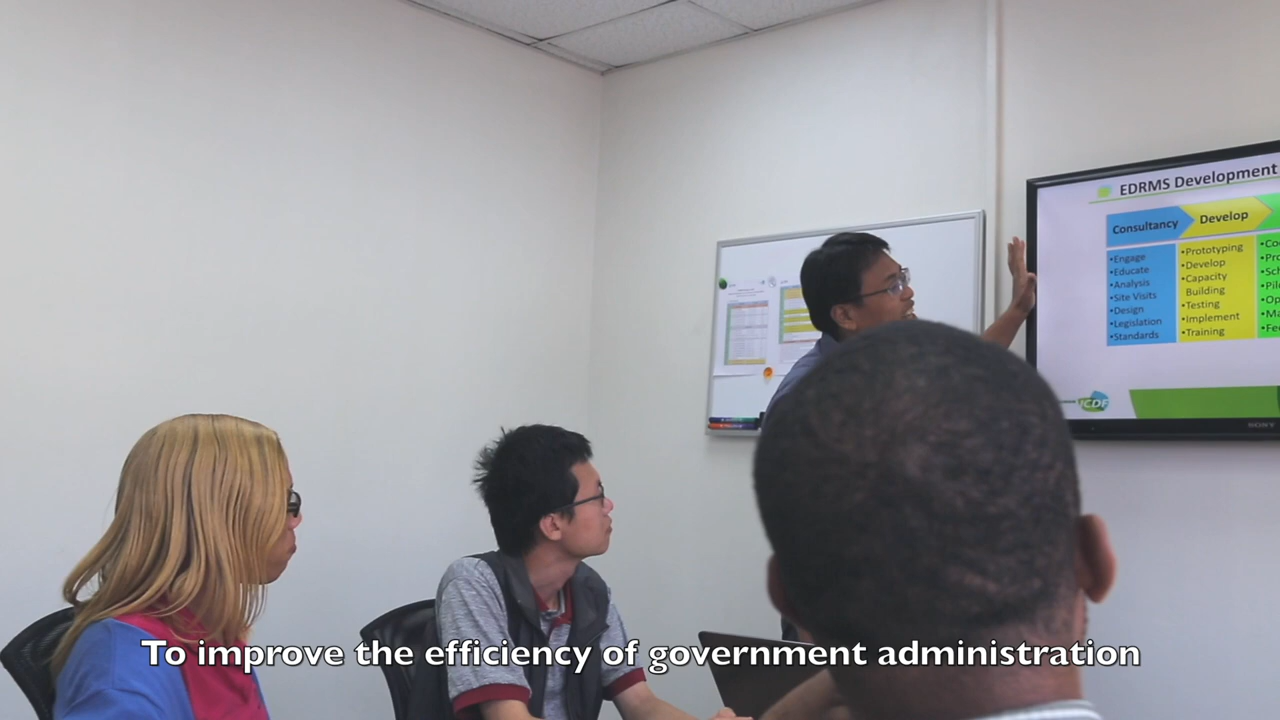 EDRMS Development
Consultancy
Develop
•Engage
•Educate
•Analysis
•Site Visits
•Design
•Legislation
•Standards
•Prototyping
•Develop
•Capacity
Building
•Testing
•Implement
•Training
ICDF
SONY
To improve the efficiency of government administration